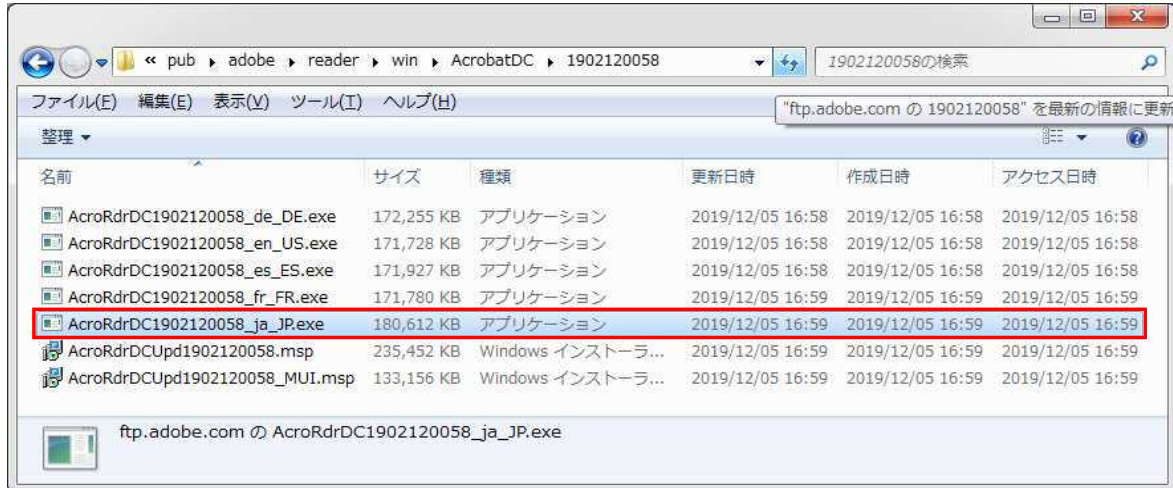 « pub ▸ adobe ▸ reader ▸ win ▸ AcrobatDC ▸ 1902120058 1902120058の検索
ファイル(F) 編集(E) 表示(V) ツール(T) ヘルプ(H)
"ftp.adobe.com の 1902120058" を最新の情報に更新
整理
名前 サイズ 種類 更新日時 作成日時 アクセス日時
AcroRdrDC1902120058_de_DE.exe 172,255 KB アプリケーション 2019/12/05 16:58 2019/12/05 16:58 2019/12/05 16:58
AcroRdrDC1902120058_en_US.exe 171,728 KB アプリケーション 2019/12/05 16:58 2019/12/05 16:58 2019/12/05 16:58
AcroRdrDC1902120058_es_ES.exe 171,927 KB アプリケーション 2019/12/05 16:58 2019/12/05 16:58 2019/12/05 16:58
AcroRdrDC1902120058_fr_FR.exe 171,780 KB アプリケーション 2019/12/05 16:59 2019/12/05 16:59 2019/12/05 16:59
AcroRdrDC1902120058_ja_JP.exe 180,612 KB アプリケーション 2019/12/05 16:59 2019/12/05 16:59 2019/12/05 16:59
AcroRdrDCUpd1902120058.msp 235,452 KB Windows インストーラ... 2019/12/05 16:59 2019/12/05 16:59 2019/12/05 16:59
AcroRdrDCUpd1902120058_MUI.msp 133,156 KB Windows インストーラ... 2019/12/05 16:59 2019/12/05 16:59 2019/12/05 16:59
ftp.adobe.com の AcroRdrDC1902120058_ja_JP.exe